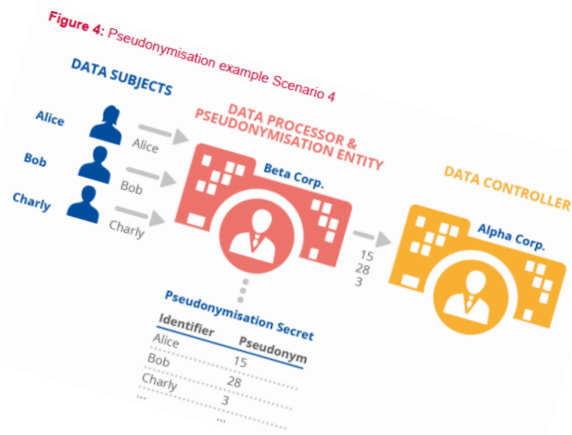 Figure 4: Pseudonymisation example Scenario 4
DATA SUBJECTS
Alice
Alice
Bob
Bob
Charly
Charly
DATA PROCESSOR &
PSEUDONYMISATION ENTITY
Beta Corp.
15
28
3
DATA CONTROLLER
Alpha Corp.
Pseudonymisation Secret
Identifier Pseudonym
Alice 15
Bob 28
Charly 3
... ...